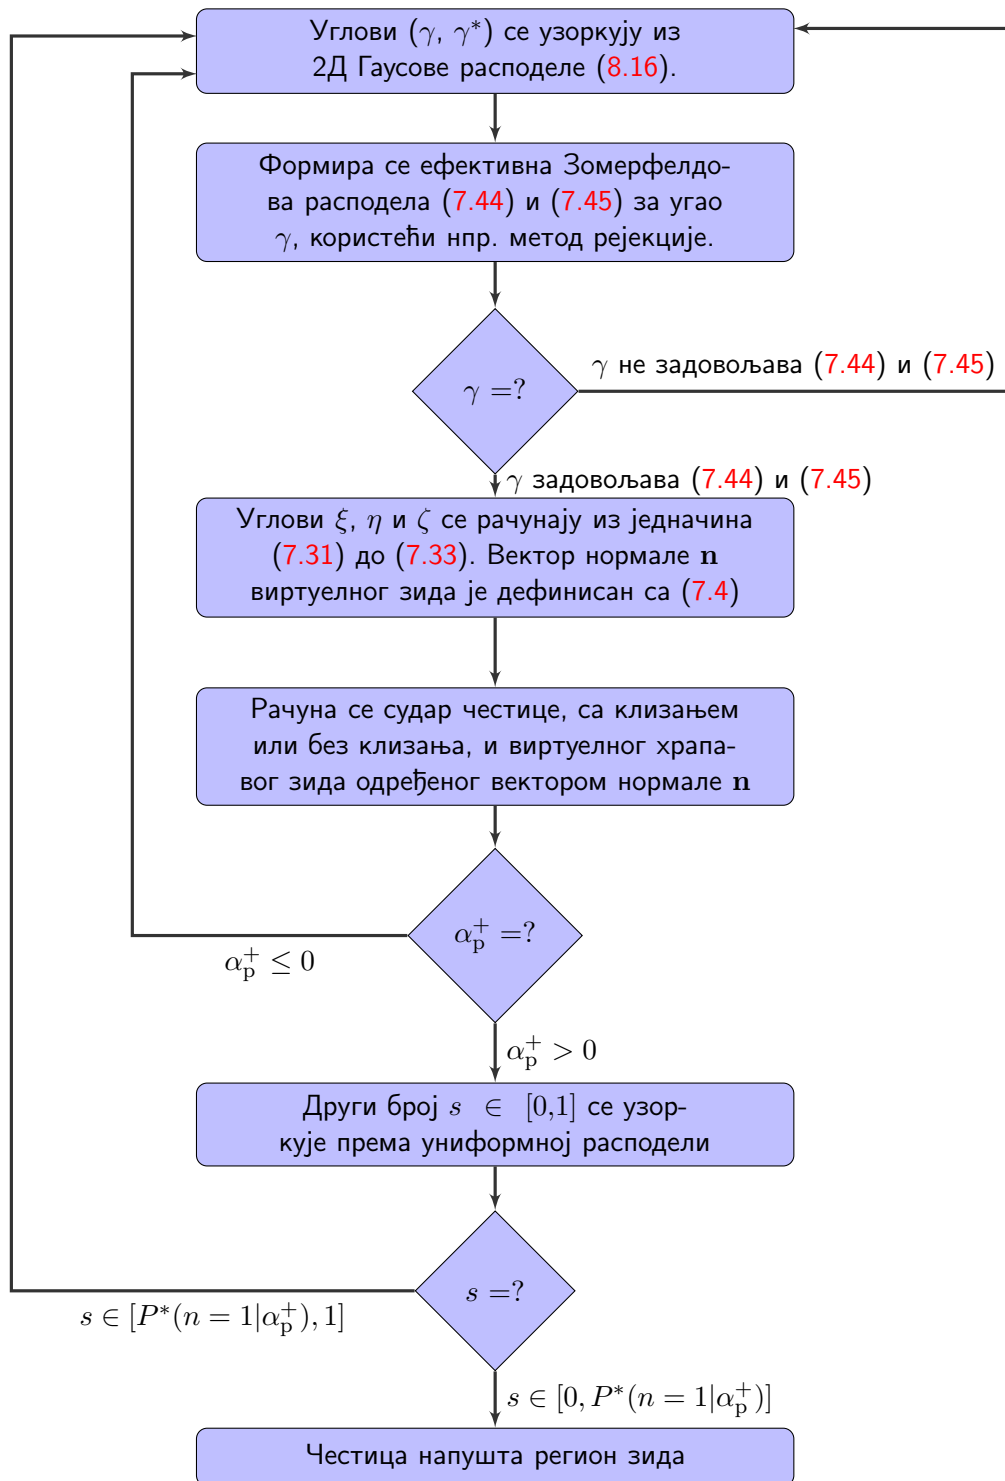 Углови (γ, γ*) се узоркују из
2Д Гаусове расподеле (8.16).
Формира се ефективна Зомерфелдо-
ва расподела (7.44) и (7.45) за угао
γ, користећи нпр. метод рејекције.
γ =?
γ не задовољава (7.44) и (7.45)
γ задовољава (7.44) и (7.45)
Углови ξ, η и ζ се рачунају из једначина
(7.31) до (7.33). Вектор нормале n
виртуелног зида је дефинисан са (7.4)
Рачуна се судар честице, са клизањем
или без клизања, и виртуелног храпа-
вог зида одређеног вектором нормале n
α_p^+ =?
α_p^+ ≤ 0
α_p^+ > 0
Други број s ∈ [0,1] се узор-
кује према униформној расподели
s =?
s ∈ [P*(n = 1|α_p^+), 1]
s ∈ [0, P*(n = 1|α_p^+)]
Честица напушта регион зида